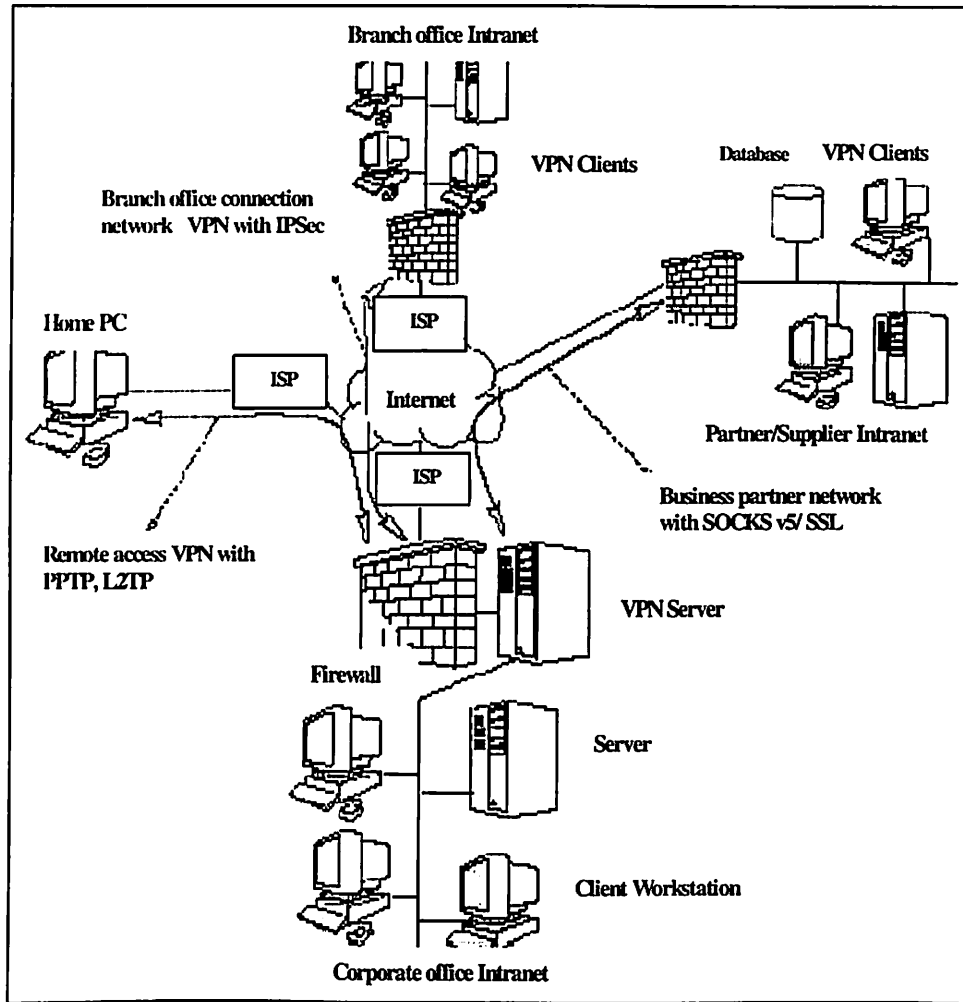 Branch office Intranet
VPN Clients
Database
VPN Clients
Branch office connection
network VPN with IPSec
ISP
Home PC
ISP
Internet
Partner/Supplier Intranet
ISP
Business partner network
with SOCKS v5/ SSL
Remote access VPN with
PPTP, L2TP
VPN Server
Firewall
Server
Client Workstation
Corporate office Intranet